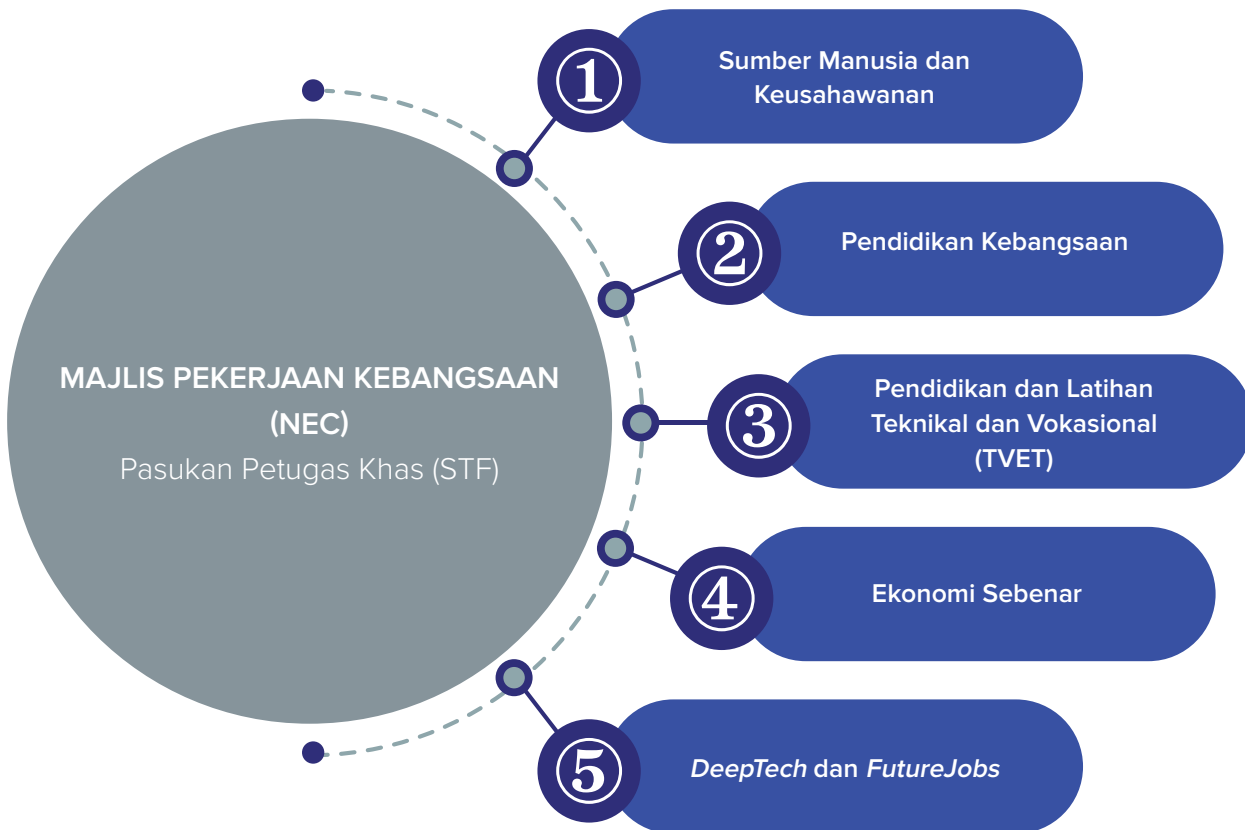 MAJLIS PEKERJAAN KEBANGSAAN
(NEC)
Pasukan Petugas Khas (STF)
1
Sumber Manusia dan
Keusahawanan
2
Pendidikan Kebangsaan
3
Pendidikan dan Latihan
Teknikal dan Vokasional
(TVET)
4
Ekonomi Sebenar
5
DeepTech dan FutureJobs